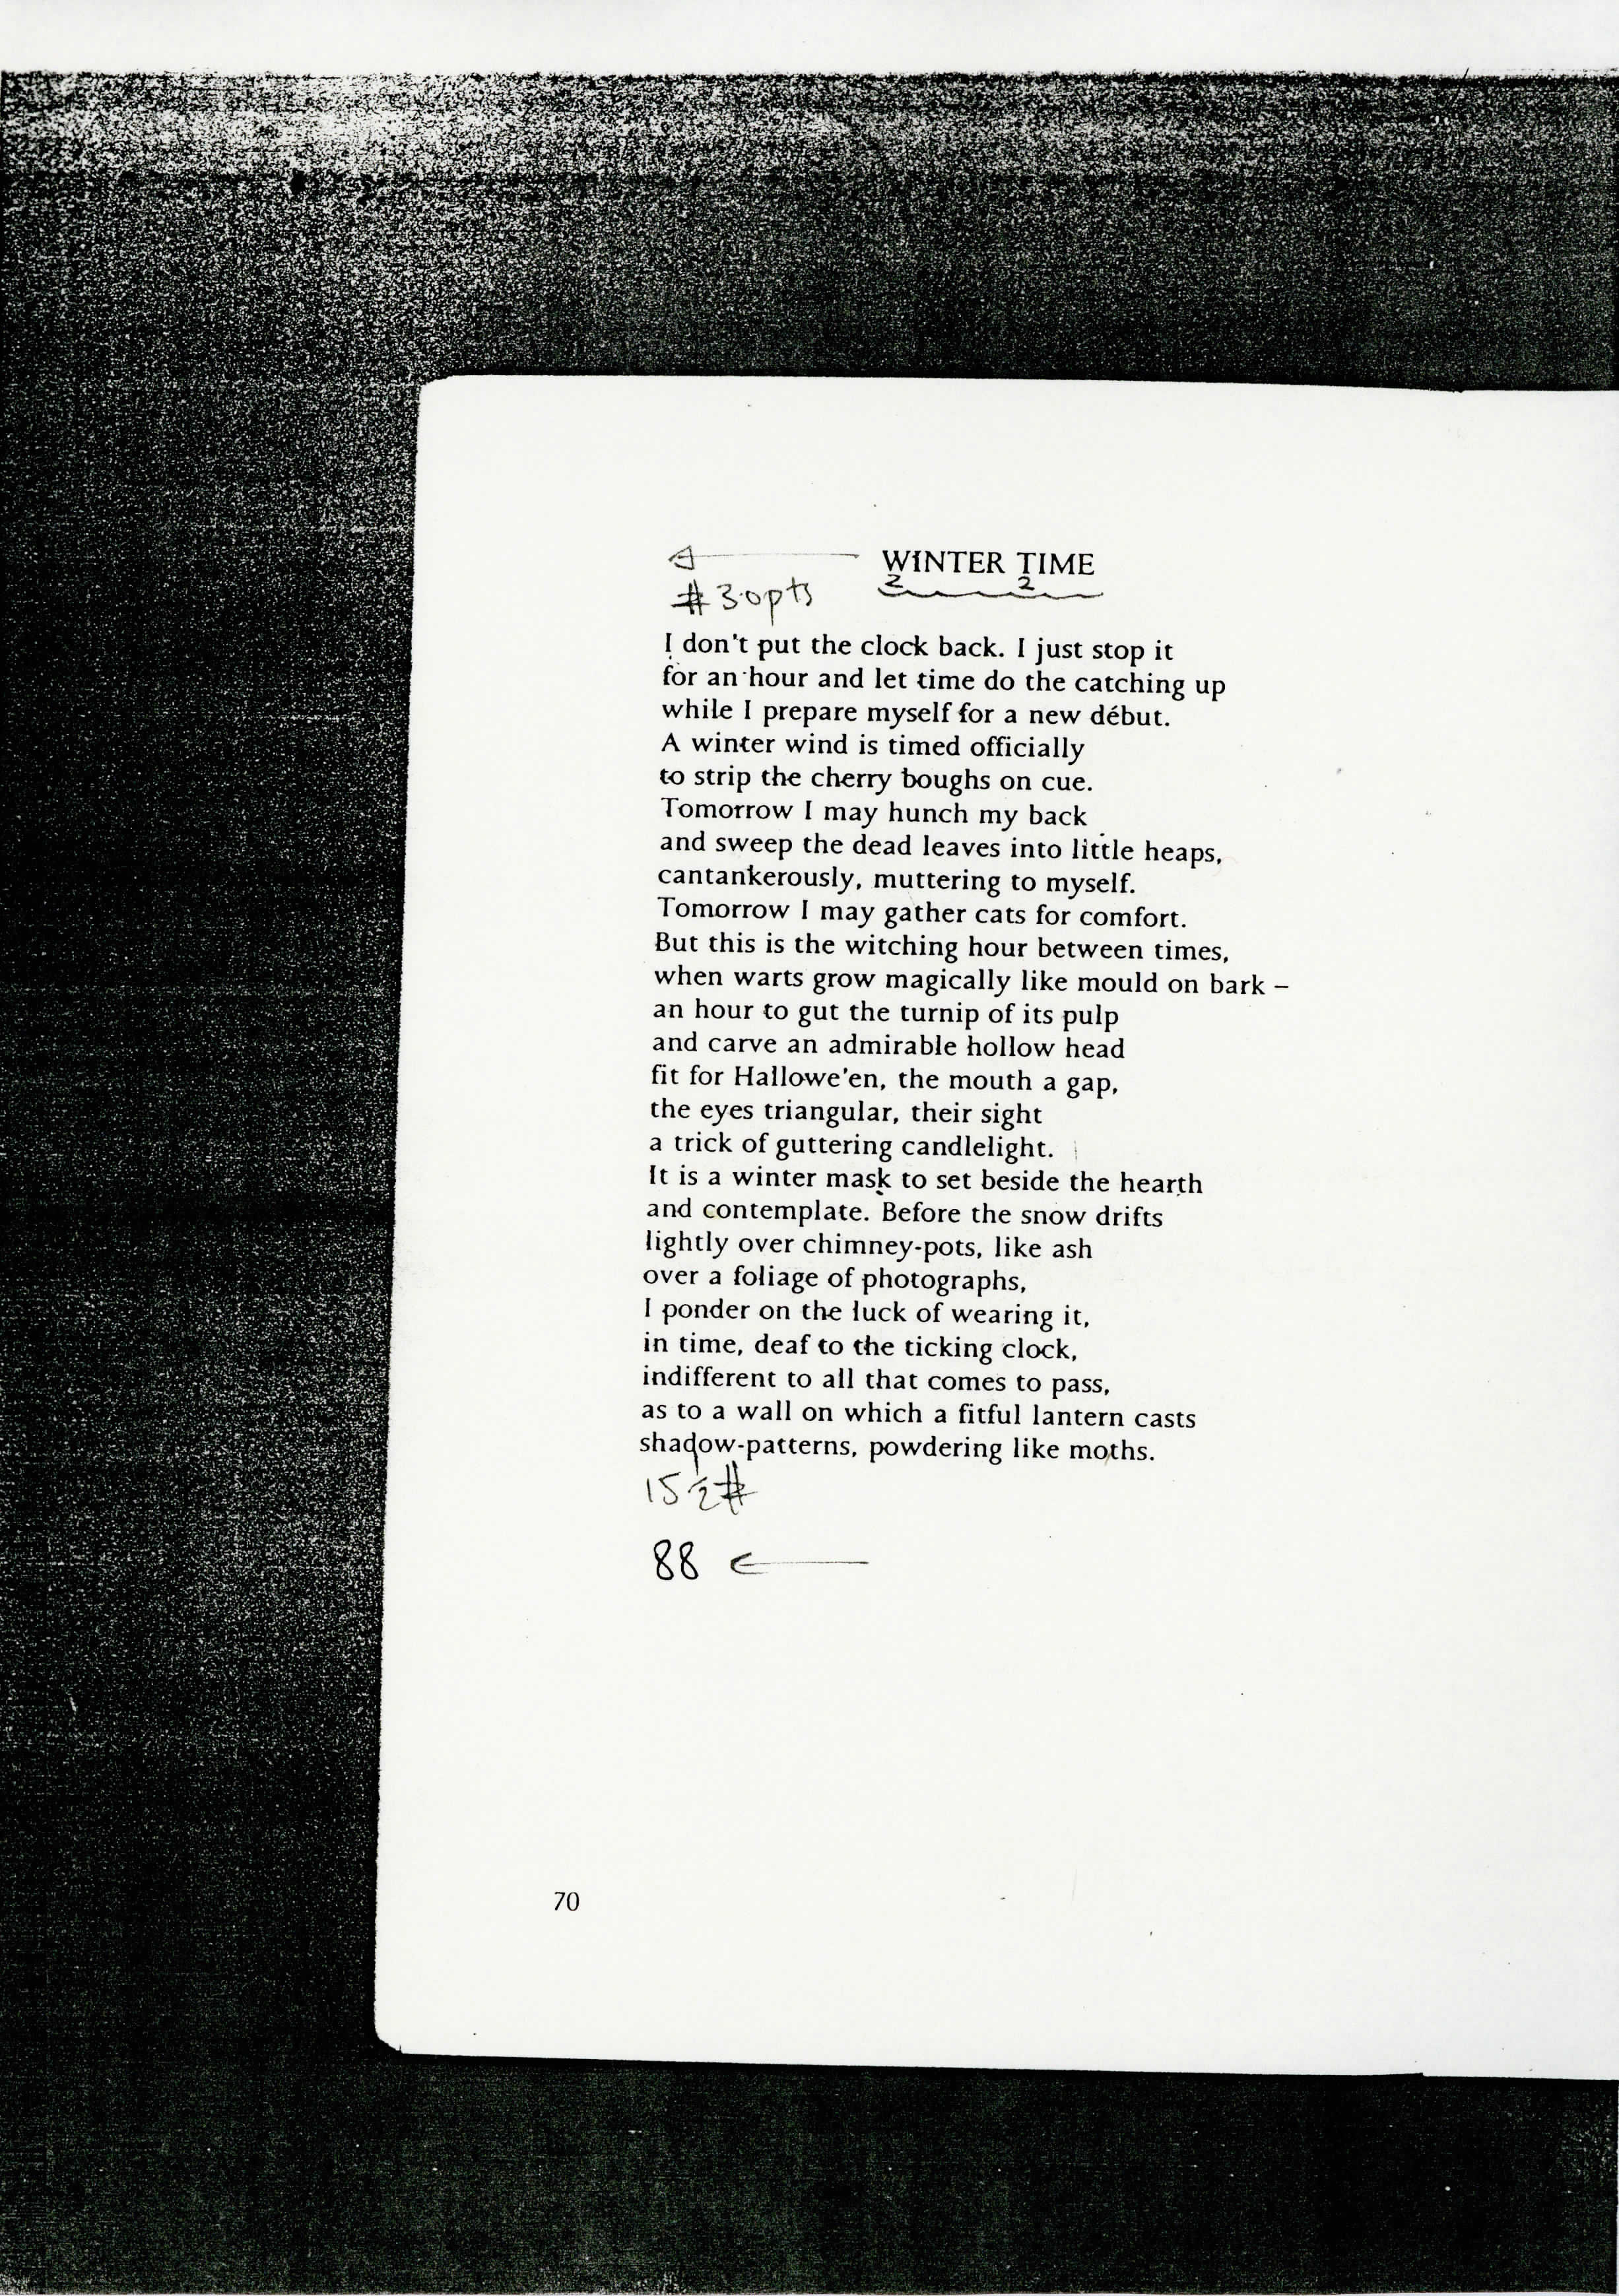 WINTER TIME
2 2
# 30pts
I don't put the clock back. I just stop it
for an hour and let time do the catching up
while I prepare myself for a new début.
A winter wind is timed officially
to strip the cherry boughs on cue.
Tomorrow I may hunch my back
and sweep the dead leaves into little heaps,
cantankerously, muttering to myself.
Tomorrow I may gather cats for comfort.
But this is the witching hour between times,
when warts grow magically like mould on bark –
an hour to gut the turnip of its pulp
and carve an admirable hollow head
fit for Hallowe'en, the mouth a gap,
the eyes triangular, their sight
a trick of guttering candlelight.
It is a winter mask to set beside the hearth
and contemplate. Before the snow drifts
lightly over chimney-pots, like ash
over a foliage of photographs,
I ponder on the luck of wearing it,
in time, deaf to the ticking clock,
indifferent to all that comes to pass,
as to a wall on which a fitful lantern casts
shadow-patterns, powdering like moths.
15½#
88
70